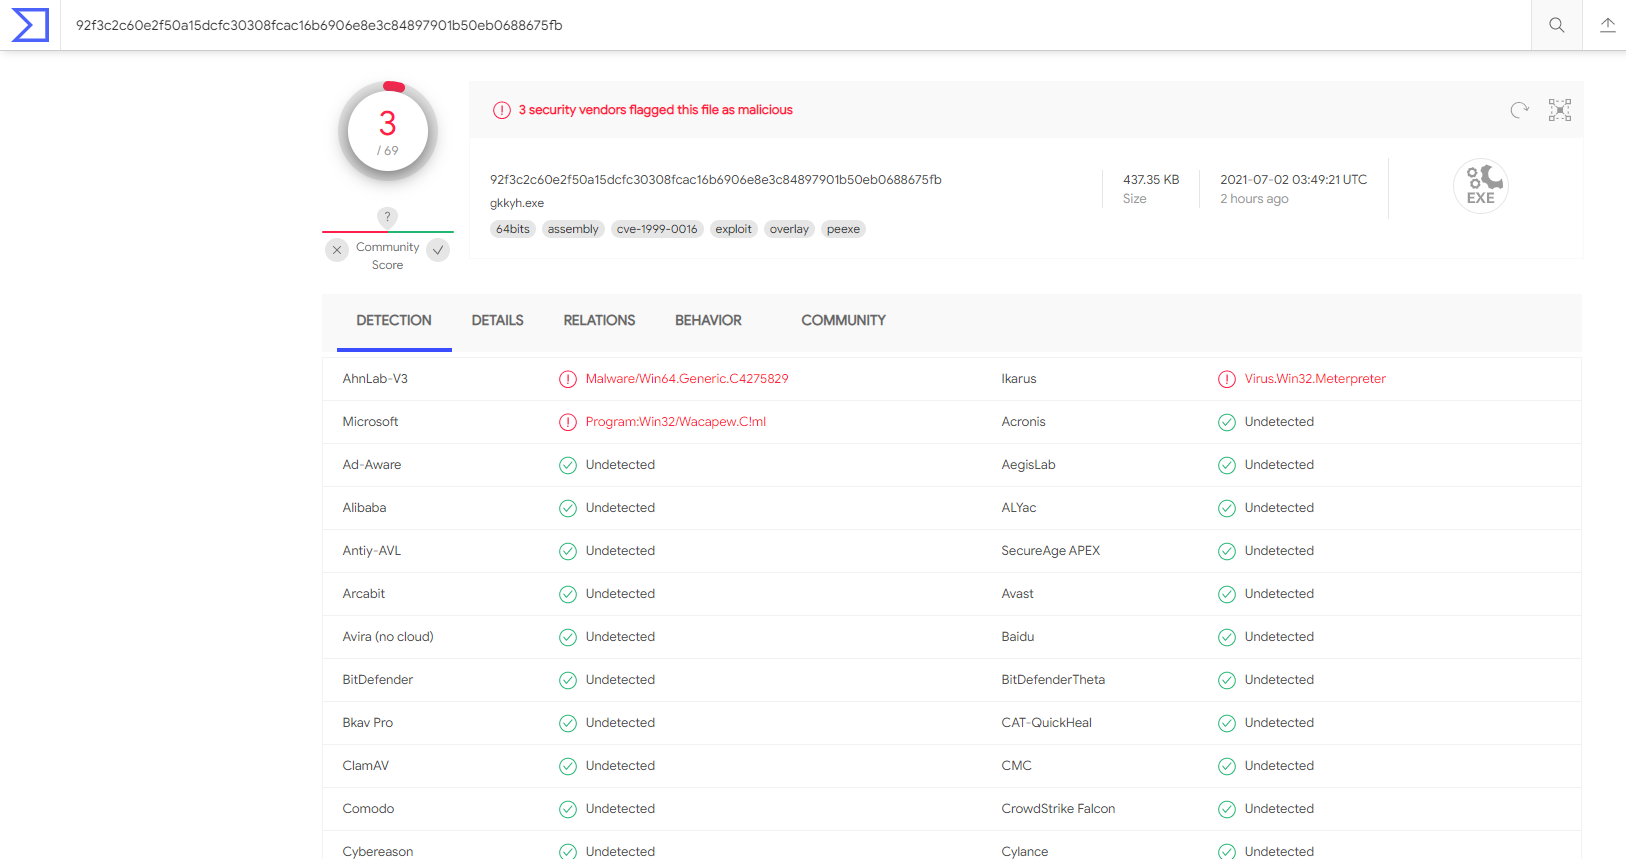 92f3c2c60e2f50a15dcfc30308fcac16b6906e8e3c84897901b50eb0688675fb
3
/ 69
?
Community
Score
3 security vendors flagged this file as malicious
92f3c2c60e2f50a15dcfc30308fcac16b6906e8e3c84897901b50eb0688675fb
gkkyh.exe
64bits assembly cve-1999-0016 exploit overlay peexe
437.35 KB
Size
2021-07-02 03:49:21 UTC
2 hours ago
EXE
DETECTION DETAILS RELATIONS BEHAVIOR COMMUNITY
AhnLab-V3 Malware/Win64.Generic.C4275829 Ikarus Virus.Win32.Meterpreter
Microsoft Program:Win32/Wacapew.C!ml Acronis Undetected
Ad-Aware Undetected AegisLab Undetected
Alibaba Undetected ALYac Undetected
Antiy-AVL Undetected SecureAge APEX Undetected
Arcabit Undetected Avast Undetected
Avira (no cloud) Undetected Baidu Undetected
BitDefender Undetected BitDefenderTheta Undetected
Bkav Pro Undetected CAT-QuickHeal Undetected
ClamAV Undetected CMC Undetected
Comodo Undetected CrowdStrike Falcon Undetected
Cybereason Undetected Cylance Undetected